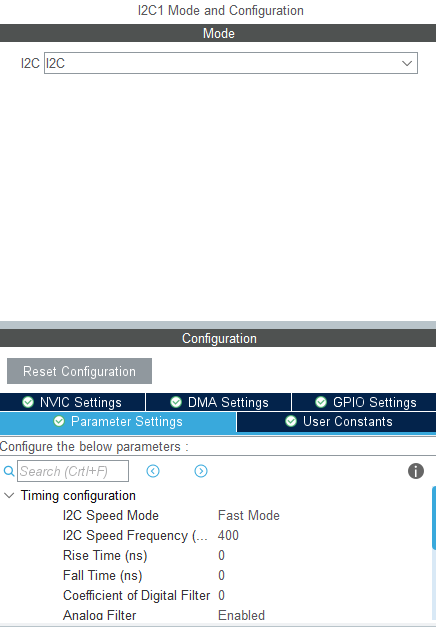 I2C1 Mode and Configuration
Mode
I2C I2C
Configuration
Reset Configuration
NVIC Settings DMA Settings GPIO Settings
Parameter Settings User Constants
Configure the below parameters :
Search (Crtl+F)
Timing configuration
I2C Speed Mode Fast Mode
I2C Speed Frequency (... 400
Rise Time (ns) 0
Fall Time (ns) 0
Coefficient of Digital Filter 0
Analog Filter Enabled